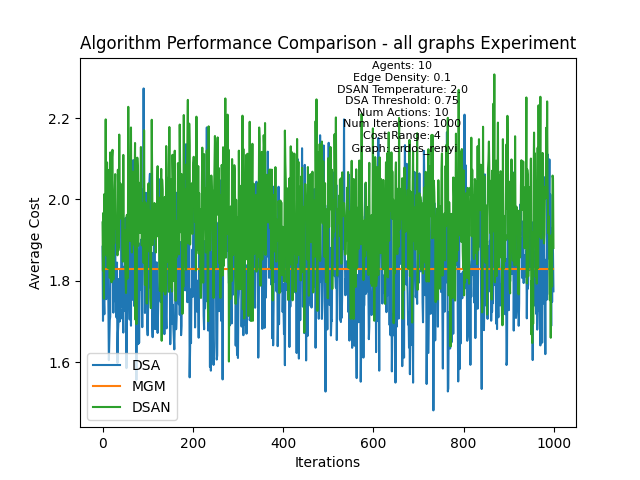 Algorithm Performance Comparison - all graphs Experiment
Agents: 10
Edge Density: 0.1
DSAN Temperature: 2.0
DSA Threshold: 0.75
Num Actions: 10
Num Iterations: 1000
Cost Range: 4
Graph: erdos_renyi
Average Cost
2.2
2.0
1.8
1.6
DSA
MGM
DSAN
0
200
400
600
800
1000
Iterations